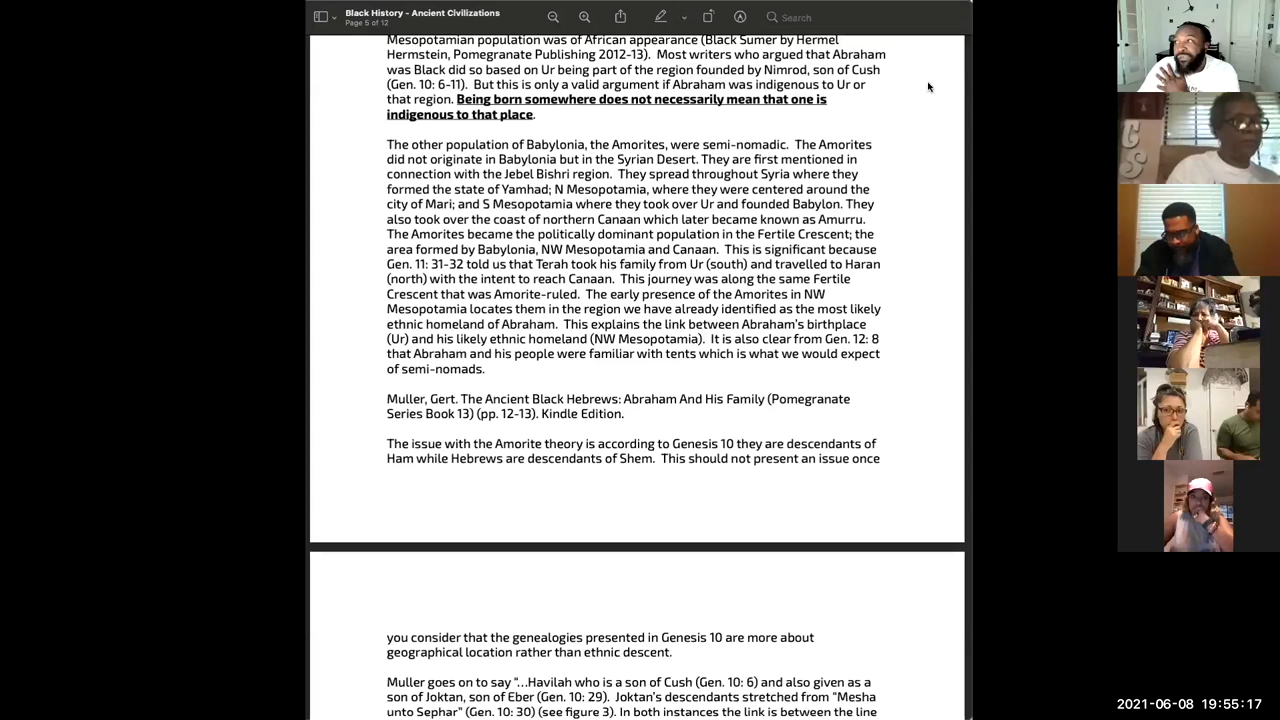 Black History - Ancient Civilizations
Page 5 of 12
Search
Mesopotamian population was of African appearance (Black Sumer by Hermel
Hermstein, Pomegranate Publishing 2012-13).  Most writers who argued that Abraham
was Black did so based on Ur being part of the region founded by Nimrod, son of Cush
(Gen. 10: 6-11).  But this is only a valid argument if Abraham was indigenous to Ur or
that region. Being born somewhere does not necessarily mean that one is
indigenous to that place.
The other population of Babylonia, the Amorites, were semi-nomadic.  The Amorites
did not originate in Babylonia but in the Syrian Desert. They are first mentioned in
connection with the Jebel Bishri region.  They spread throughout Syria where they
formed the state of Yamhad; N Mesopotamia, where they were centered around the
city of Mari; and S Mesopotamia where they took over Ur and founded Babylon. They
also took over the coast of northern Canaan which later became known as Amurru.
The Amorites became the politically dominant population in the Fertile Crescent; the
area formed by Babylonia, NW Mesopotamia and Canaan.  This is significant because
Gen. 11: 31-32 told us that Terah took his family from Ur (south) and travelled to Haran
(north) with the intent to reach Canaan.  This journey was along the same Fertile
Crescent that was Amorite-ruled.  The early presence of the Amorites in NW
Mesopotamia locates them in the region we have already identified as the most likely
ethnic homeland of Abraham.  This explains the link between Abraham's birthplace
(Ur) and his likely ethnic homeland (NW Mesopotamia).  It is also clear from Gen. 12: 8
that Abraham and his people were familiar with tents which is what we would expect
of semi-nomads.
Muller, Gert. The Ancient Black Hebrews: Abraham And His Family (Pomegranate
Series Book 13) (pp. 12-13). Kindle Edition.
The issue with the Amorite theory is according to Genesis 10 they are descendants of
Ham while Hebrews are descendants of Shem.  This should not present an issue once
you consider that the genealogies presented in Genesis 10 are more about
geographical location rather than ethnic descent.
Muller goes on to say "...Havilah who is a son of Cush (Gen. 10: 6) and also given as a
son of Joktan, son of Eber (Gen. 10: 29).  Joktan's descendants stretched from "Mesha
unto Sephar" (Gen. 10: 30) (see figure 3). In both instances the link is between the line
2021-06-08 19:55:17